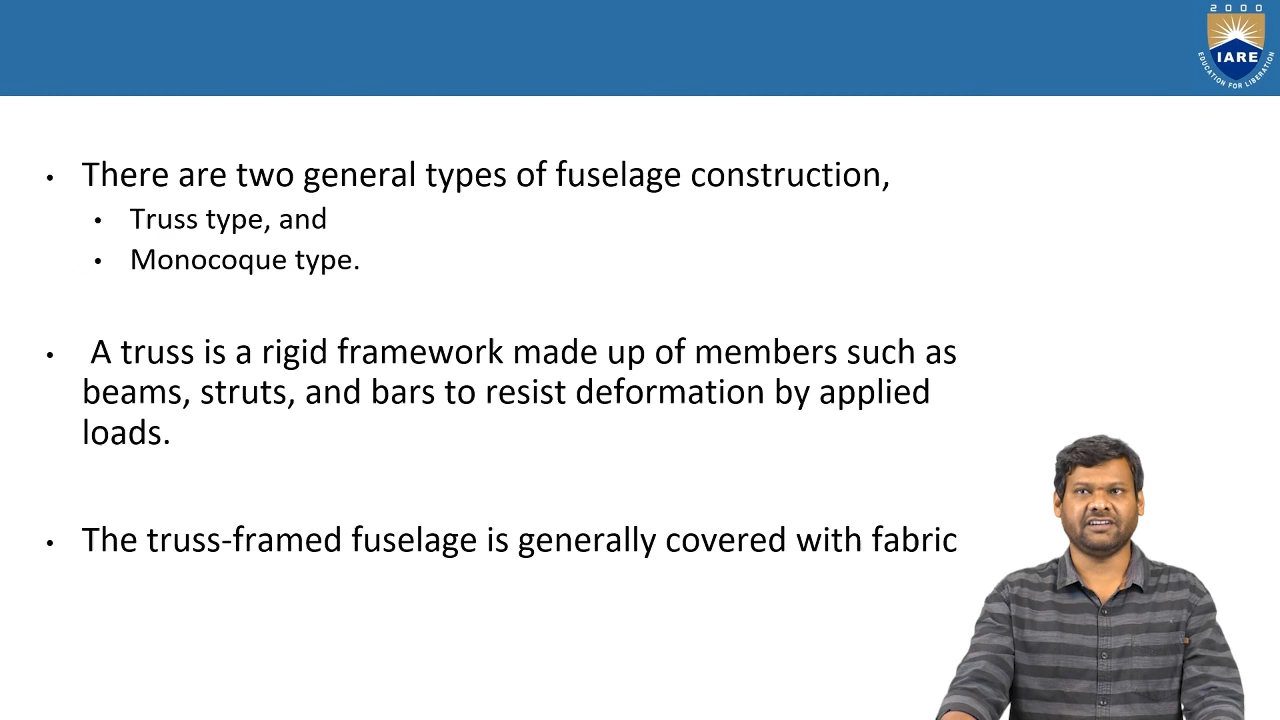 2000
IARE
EDUCATION FOR LIBERATION
• There are two general types of fuselage construction,
• Truss type, and
• Monocoque type.
• A truss is a rigid framework made up of members such as
beams, struts, and bars to resist deformation by applied
loads.
• The truss-framed fuselage is generally covered with fabric